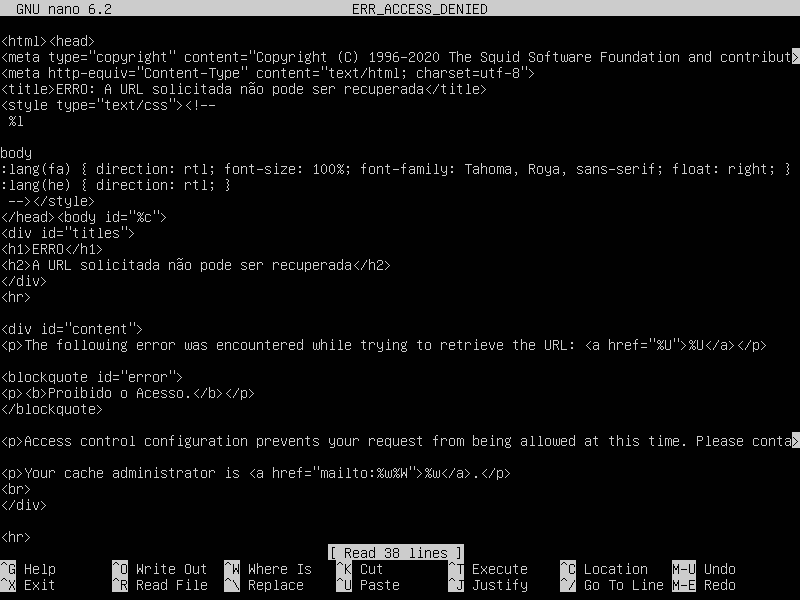 GNU nano 6.2 ERR_ACCESS_DENIED
<html><head>
<meta type="copyright" content="Copyright (C) 1996-2020 The Squid Software Foundation and contribut>
<meta http-equiv="Content-Type" content="text/html; charset=utf-8">
<title>ERRO: A URL solicitada não pode ser recuperada</title>
<style type="text/css"><!--
 %l
body
:lang(fa) { direction: rtl; font-size: 100%; font-family: Tahoma, Roya, sans-serif; float: right; }
:lang(he) { direction: rtl; }
 --></style>
</head><body id="%c">
<div id="titles">
<h1>ERRO</h1>
<h2>A URL solicitada não pode ser recuperada</h2>
</div>
<hr>
<div id="content">
<p>The following error was encountered while trying to retrieve the URL: <a href="%U">%U</a></p>
<blockquote id="error">
<p><b>Proibido o Acesso.</b></p>
</blockquote>
<p>Access control configuration prevents your request from being allowed at this time. Please conta>
<p>Your cache administrator is <a href="mailto:%w%W">%w</a>.</p>
<br>
</div>
<hr>
[ Read 38 lines ]
^G Help ^O Write Out ^W Where Is ^K Cut ^T Execute ^C Location M-U Undo
^X Exit ^R Read File ^\ Replace ^U Paste ^J Justify ^/ Go To Line M-E Redo